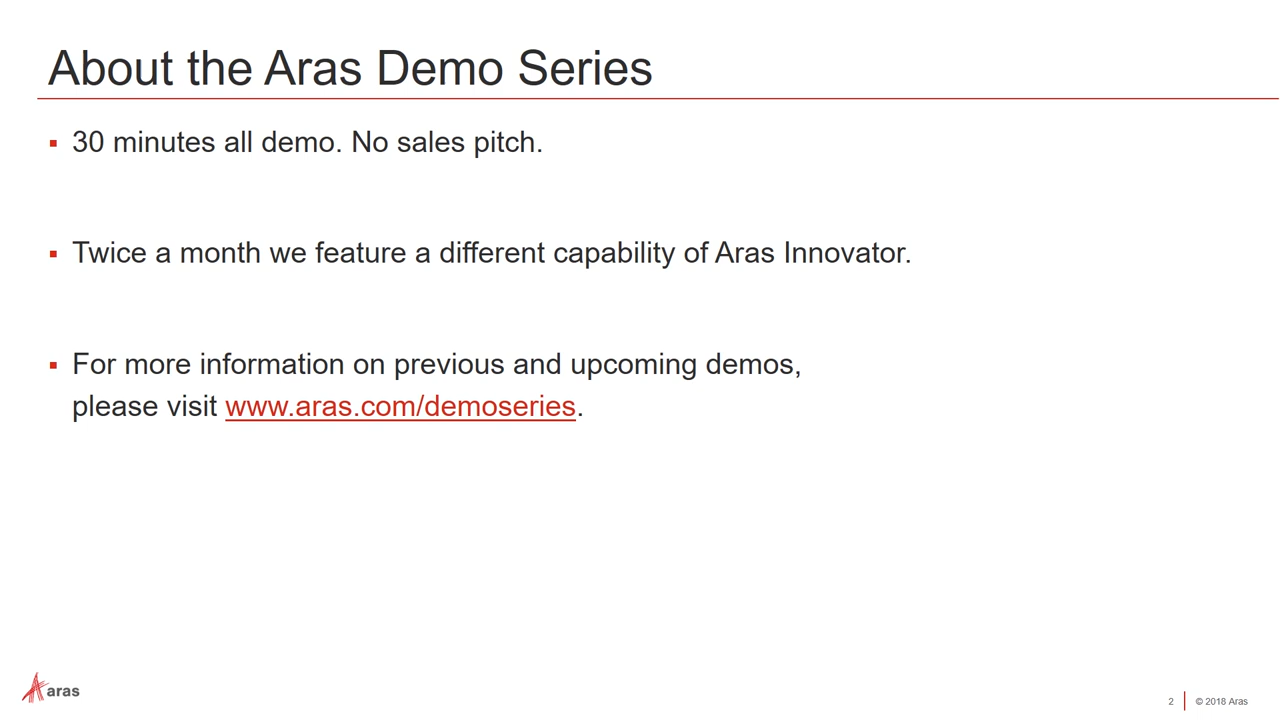 About the Aras Demo Series
▪ 30 minutes all demo. No sales pitch.
▪ Twice a month we feature a different capability of Aras Innovator.
▪ For more information on previous and upcoming demos,
please visit www.aras.com/demoseries.
aras
2 © 2018 Aras